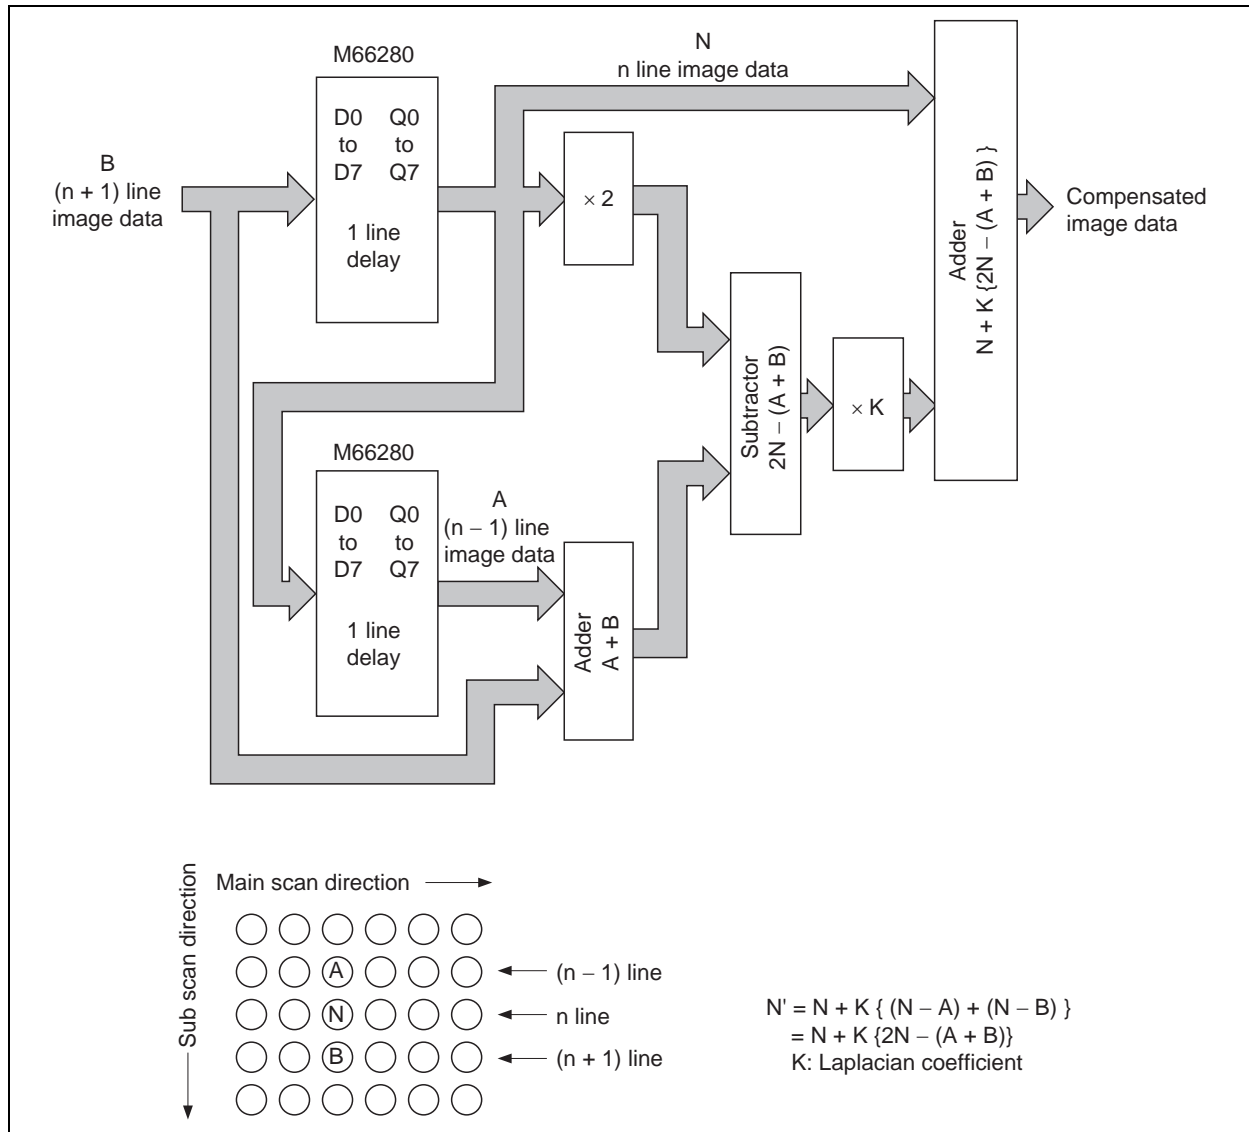 M66280
D0 Q0
to to
D7 Q7
1 line
delay
B
(n + 1) line
image data
N
n line image data
× 2
Adder
N + K {2N – (A + B) }
Compensated
image data
Subtractor
2N – (A + B)
× K
M66280
D0 Q0
to to
D7 Q7
1 line
delay
A
(n – 1) line
image data
Adder
A + B
Main scan direction
Sub scan direction
A
N
B
(n – 1) line
n line
(n + 1) line
N' = N + K { (N – A) + (N – B) }
= N + K {2N – (A + B)}
K: Laplacian coefficient